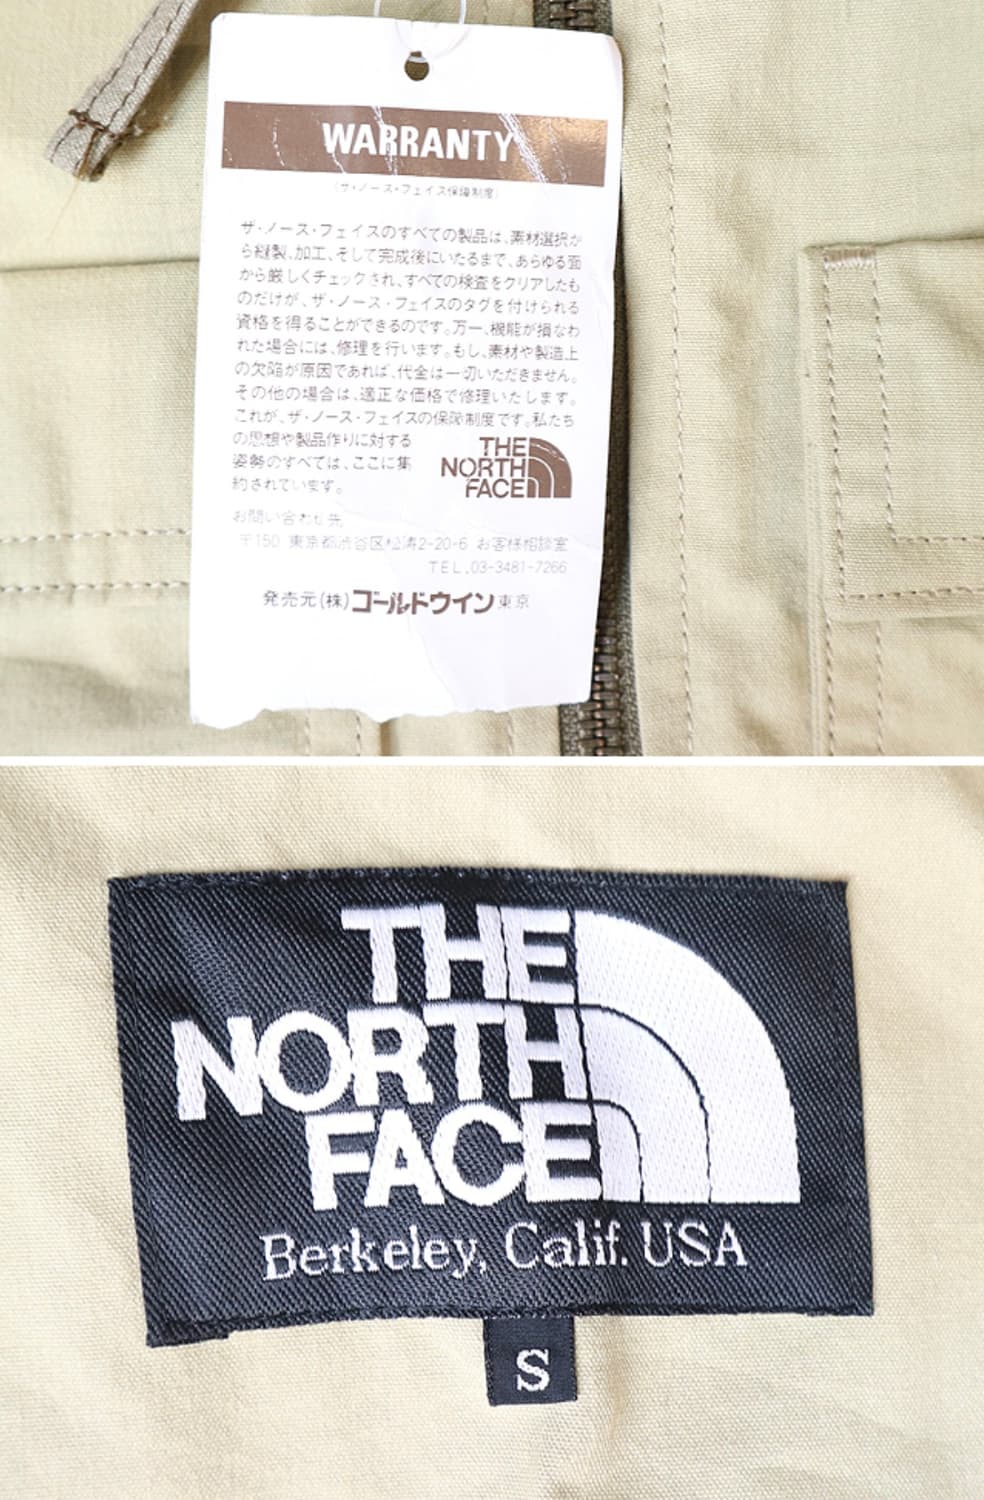 WARRANTY
(ザ・ノース・フェイス保障制度)
ザ・ノース・フェイスのすべての製品は、素材選択か
ら縫製、加工、そして完成後にいたるまで、あらゆる面
から厳しくチェックされ、すべての検査をクリアしたも
のだけが、ザ・ノース・フェイスのタグを付けられる
資格を得ることができるのです。万一、機能が損なわ
れた場合には、修理を行います。もし、素材や製造上
の欠陥が原因であれば、代金は一切いただきません。
その他の場合は、適正な価格で修理いたします。
これが、ザ・ノース・フェイスの保障制度です。私たち
の思想や製品作りに対する
姿勢のすべては、ここに集
約されています。
THE
NORTH
FACE
お問い合わせ先
〒150 東京都渋谷区松涛2-20-6 お客様相談室
TEL.03-3481-7266
発売元(株)ゴールドウイン東京
THE
NORTH
FACE
Berkeley, Calif. USA
S